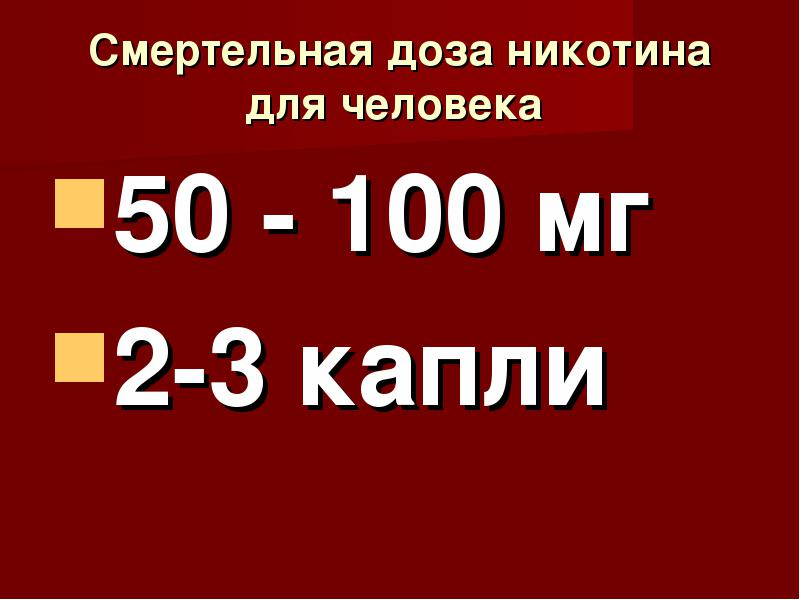 Смертельная доза никотина
для человека
50 - 100 мг
2-3 капли